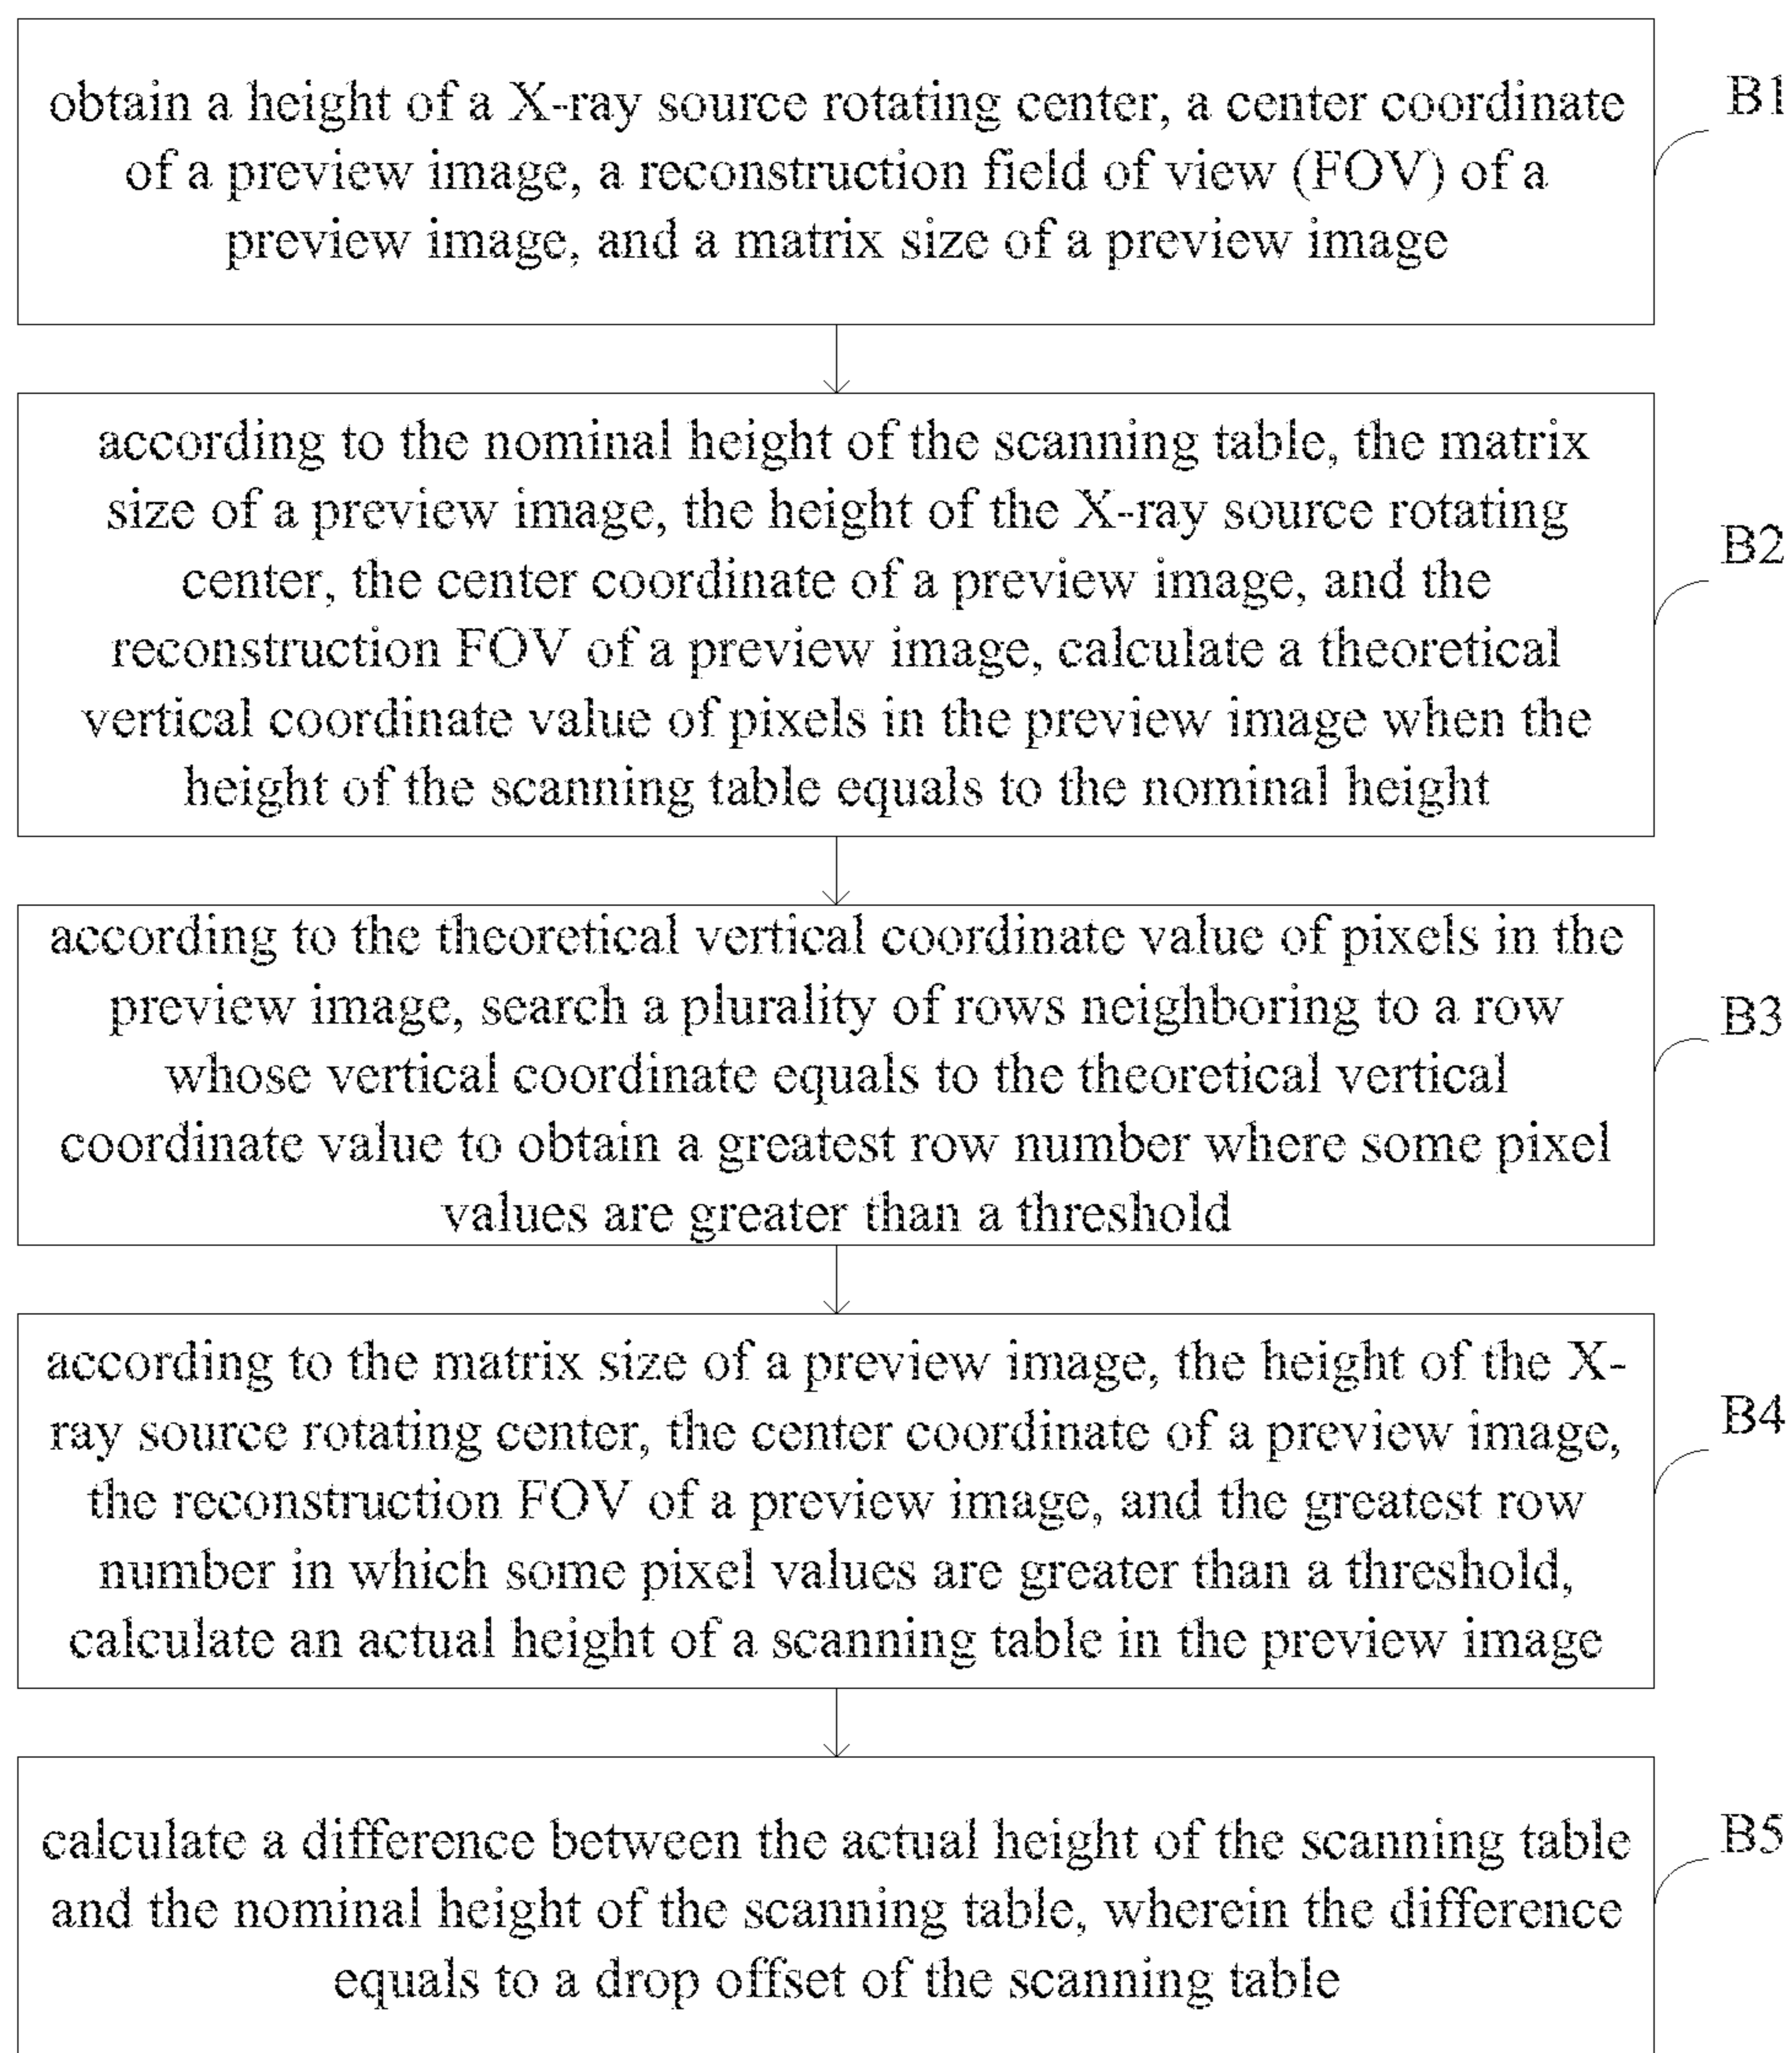 obtain a height of a X-ray source rotating center, a center coordinate
of a preview image, a reconstruction field of view (FOV) of a
preview image, and a matrix size of a preview image
B1
according to the nominal height of the scanning table, the matrix
size of a preview image, the height of the X-ray source rotating
center, the center coordinate of a preview image, and the
reconstruction FOV of a preview image, calculate a theoretical
vertical coordinate value of pixels in the preview image when the
height of the scanning table equals to the nominal height
B2
according to the theoretical vertical coordinate value of pixels in the
preview image, search a plurality of rows neighboring to a row
whose vertical coordinate equals to the theoretical vertical
coordinate value to obtain a greatest row number where some pixel
values are greater than a threshold
B3
according to the matrix size of a preview image, the height of the X-
ray source rotating center, the center coordinate of a preview image,
the reconstruction FOV of a preview image, and the greatest row
number in which some pixel values are greater than a threshold,
calculate an actual height of a scanning table in the preview image
B4
calculate a difference between the actual height of the scanning table
and the nominal height of the scanning table, wherein the difference
equals to a drop offset of the scanning table
B5